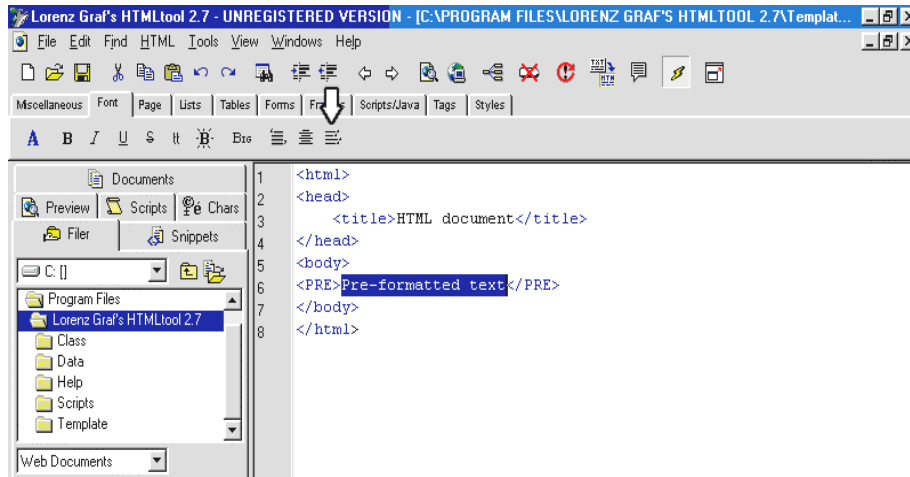 Lorenz Graf's HTMLtool 2.7 - UNREGISTERED VERSION - [C:\PROGRAM FILES\LORENZ GRAF'S HTMLTOOL 2.7\Templat...
File Edit Find HTML Tools View Windows Help
Miscellaneous Font Page Lists Tables Forms Scripts/Java Tags Styles
A B I U S tt B BIG
Documents
Preview Scripts Chars
Filer Snippets
C: []
Program Files
Lorenz Graf's HTMLtool 2.7
Class
Data
Help
Scripts
Template
Web Documents
1 <html>
2 <head>
3 <title>HTML document</title>
4 </head>
5 <body>
6 <PRE>Pre-formatted text</PRE>
7 </body>
8 </html>